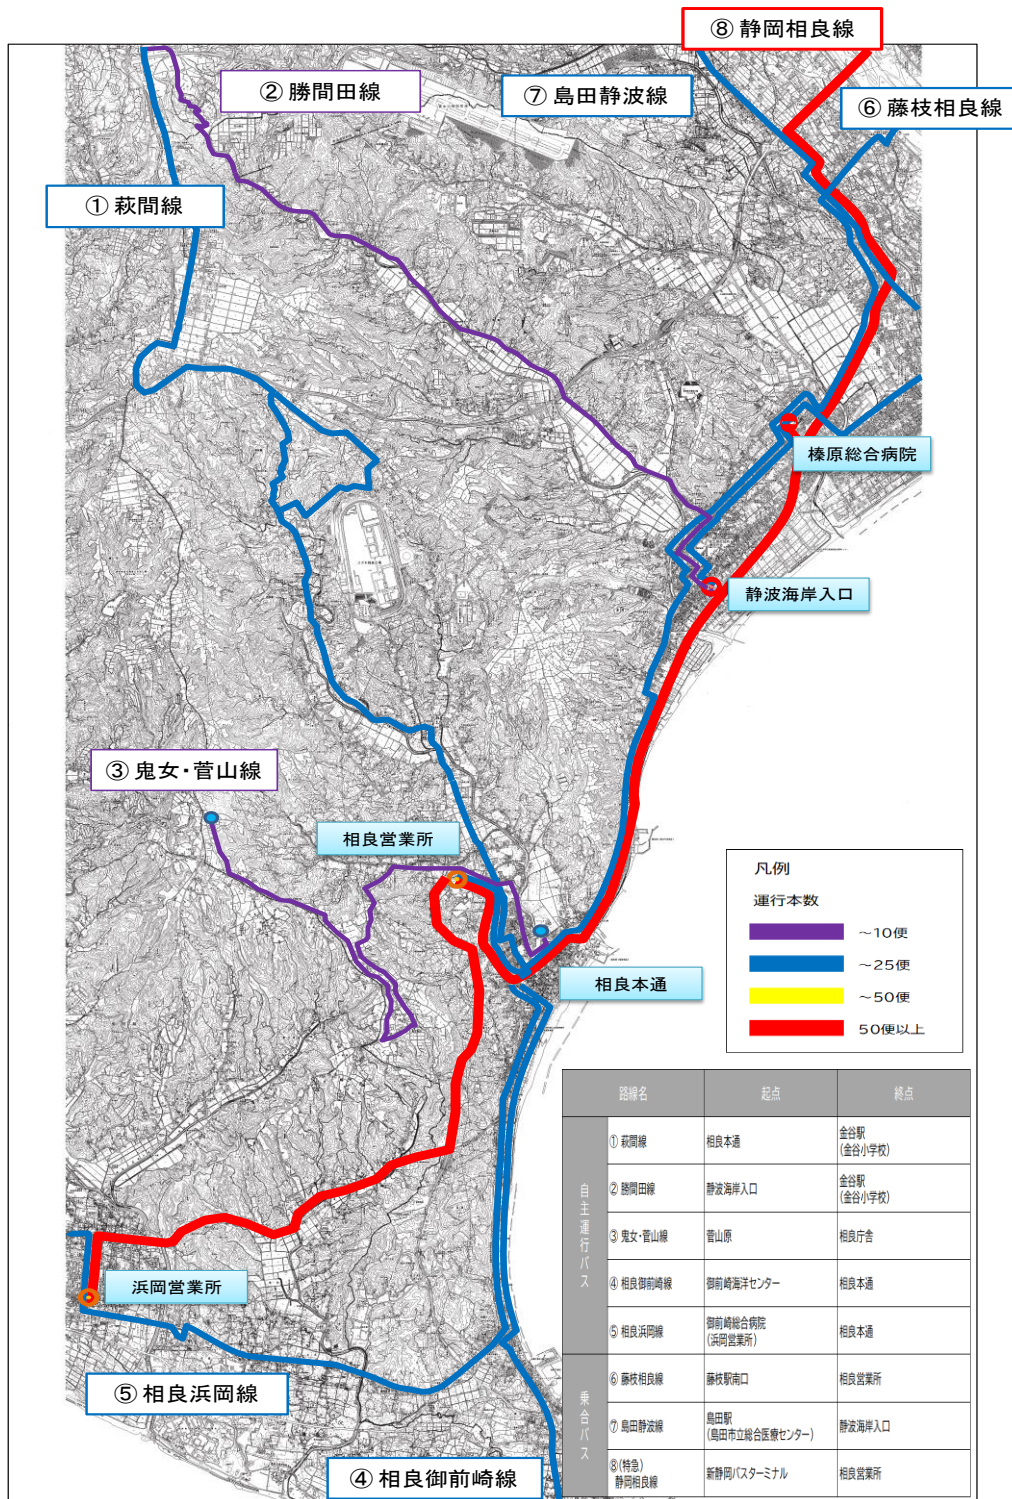 ⑧ 静岡相良線
② 勝間田線
⑦ 島田静波線
⑥ 藤枝相良線
① 萩間線
榛原総合病院
静波海岸入口
③ 鬼女・菅山線
相良営業所
相良本通
浜岡営業所
⑤ 相良浜岡線
④ 相良御前崎線
凡例
運行本数
～10便
～25便
～50便
50便以上
路線名 起点 終点
自主運行バス
① 萩間線 相良本通 金谷駅
(金谷小学校)
② 勝間田線 静波海岸入口 金谷駅
(金谷小学校)
③ 鬼女・菅山線 菅山原 相良庁舎
④ 相良御前崎線 御前崎海洋センター 相良本通
⑤ 相良浜岡線 御前崎総合病院
(浜岡営業所) 相良本通
乗合バス
⑥ 藤枝相良線 藤枝駅南口 相良営業所
⑦ 島田静波線 島田駅
(島田市立総合医療センター) 静波海岸入口
⑧(特急)
静岡相良線 新静岡バスターミナル 相良営業所